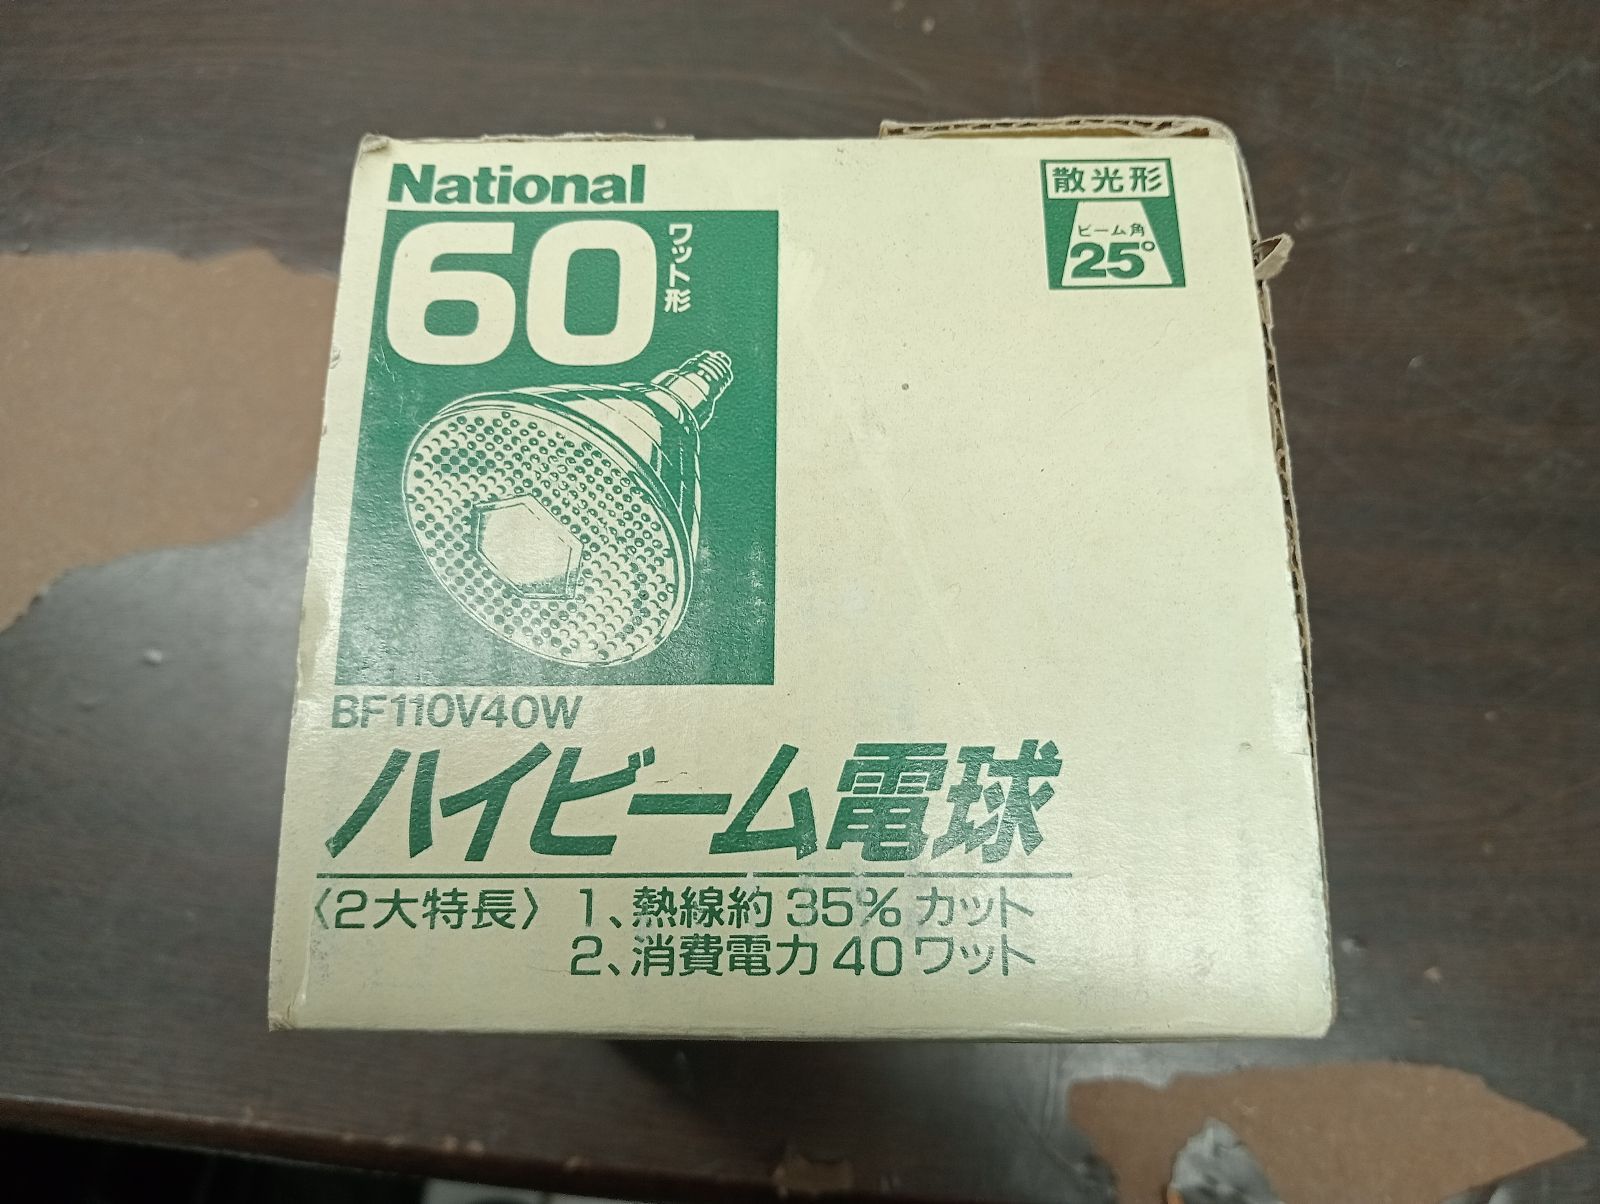 National
60
ワット形
散光形
ビーム角
25°
BF110V40W
ハイビーム電球
〈2大特長〉 1、熱線約35%カット
2、消費電力40ワット